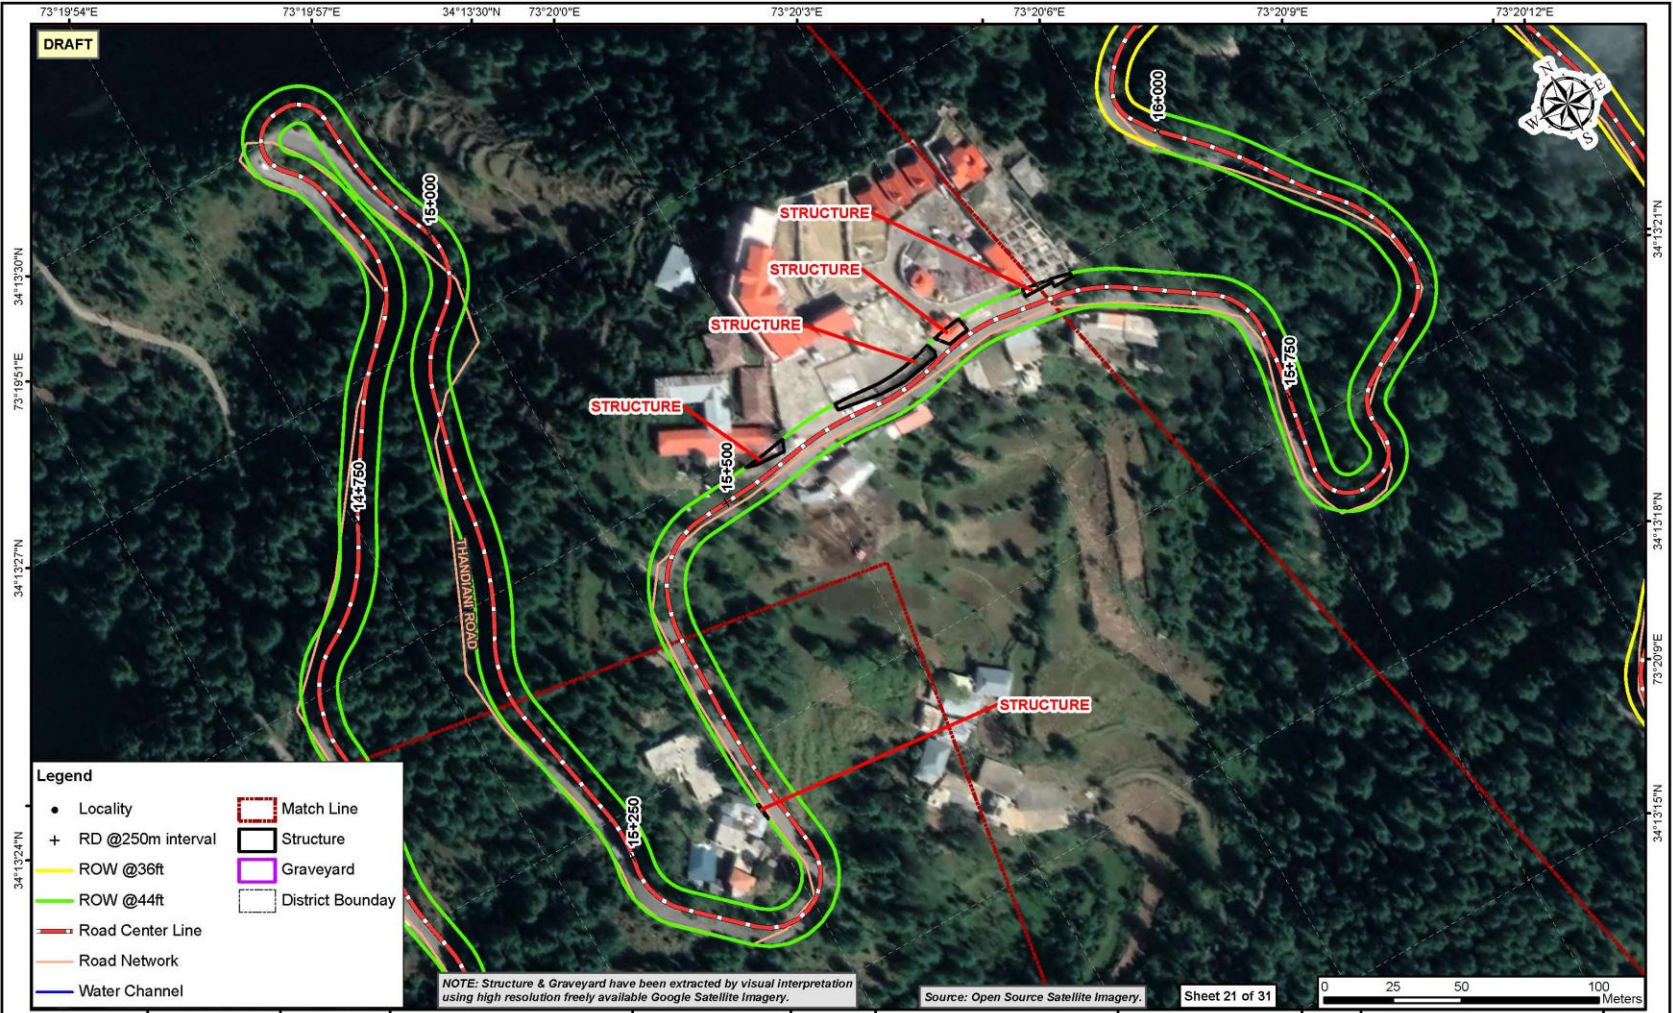 73°19'54"E
73°19'57"E
34°13'30"N
73°20'0"E
73°20'3"E
73°20'6"E
73°20'9"E
73°20'12"E
DRAFT
N
E
W
S
16+000
15+000
STRUCTURE
34°13'21"N
34°13'30"N
STRUCTURE
STRUCTURE
15+750
73°19'51"E
STRUCTURE
15+500
14+750
34°13'18"N
34°13'27"N
THANDIANI ROAD
73°20'9"E
STRUCTURE
15+250
34°13'15"N
34°13'24"N
Legend
Locality
RD @250m interval
ROW @36ft
ROW @44ft
Road Center Line
Road Network
Water Channel
Match Line
Structure
Graveyard
District Boundary
NOTE: Structure & Graveyard have been extracted by visual interpretation
using high resolution freely available Google Satellite Imagery.
Source: Open Source Satellite Imagery.
Sheet 21 of 31
0 25 50 100
Meters